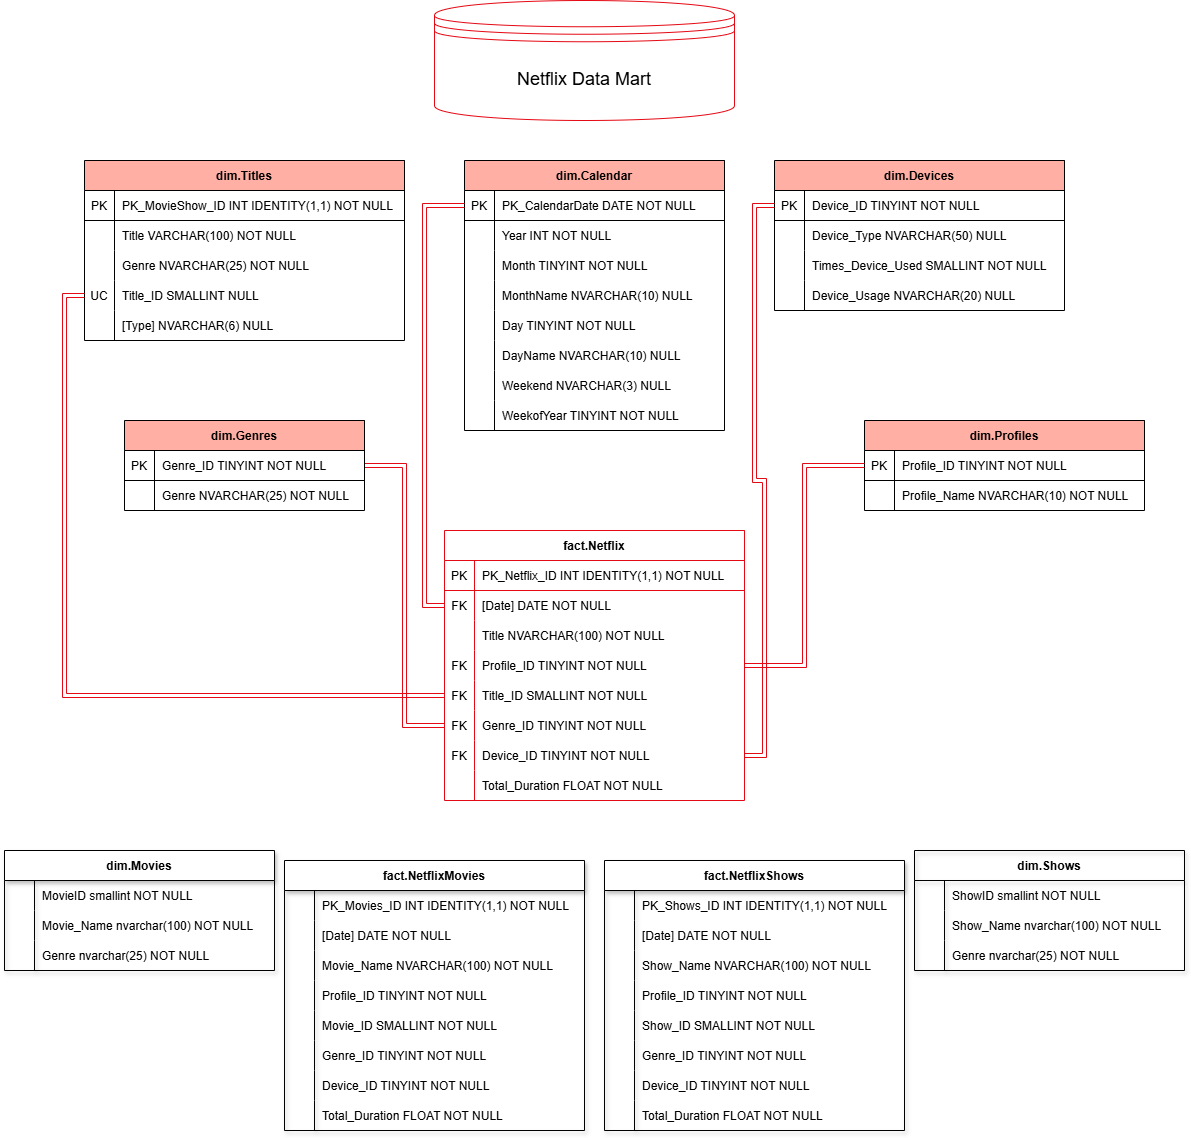 Netflix Data Mart
dim.Titles
PK PK_MovieShow_ID INT IDENTITY(1,1) NOT NULL
Title VARCHAR(100) NOT NULL
Genre NVARCHAR(25) NOT NULL
UC Title_ID SMALLINT NULL
[Type] NVARCHAR(6) NULL
dim.Calendar
PK PK_CalendarDate DATE NOT NULL
Year INT NOT NULL
Month TINYINT NOT NULL
MonthName NVARCHAR(10) NULL
Day TINYINT NOT NULL
DayName NVARCHAR(10) NULL
Weekend NVARCHAR(3) NULL
WeekofYear TINYINT NOT NULL
dim.Devices
PK Device_ID TINYINT NOT NULL
Device_Type NVARCHAR(50) NULL
Times_Device_Used SMALLINT NOT NULL
Device_Usage NVARCHAR(20) NULL
dim.Genres
PK Genre_ID TINYINT NOT NULL
Genre NVARCHAR(25) NOT NULL
dim.Profiles
PK Profile_ID TINYINT NOT NULL
Profile_Name NVARCHAR(10) NOT NULL
fact.Netflix
PK PK_Netflix_ID INT IDENTITY(1,1) NOT NULL
FK [Date] DATE NOT NULL
Title NVARCHAR(100) NOT NULL
FK Profile_ID TINYINT NOT NULL
FK Title_ID SMALLINT NOT NULL
FK Genre_ID TINYINT NOT NULL
FK Device_ID TINYINT NOT NULL
Total_Duration FLOAT NOT NULL
dim.Movies
MovieID smallint NOT NULL
Movie_Name nvarchar(100) NOT NULL
Genre nvarchar(25) NOT NULL
fact.NetflixMovies
PK_Movies_ID INT IDENTITY(1,1) NOT NULL
[Date] DATE NOT NULL
Movie_Name NVARCHAR(100) NOT NULL
Profile_ID TINYINT NOT NULL
Movie_ID SMALLINT NOT NULL
Genre_ID TINYINT NOT NULL
Device_ID TINYINT NOT NULL
Total_Duration FLOAT NOT NULL
fact.NetflixShows
PK_Shows_ID INT IDENTITY(1,1) NOT NULL
[Date] DATE NOT NULL
Show_Name NVARCHAR(100) NOT NULL
Profile_ID TINYINT NOT NULL
Show_ID SMALLINT NOT NULL
Genre_ID TINYINT NOT NULL
Device_ID TINYINT NOT NULL
Total_Duration FLOAT NOT NULL
dim.Shows
ShowID smallint NOT NULL
Show_Name nvarchar(100) NOT NULL
Genre nvarchar(25) NOT NULL